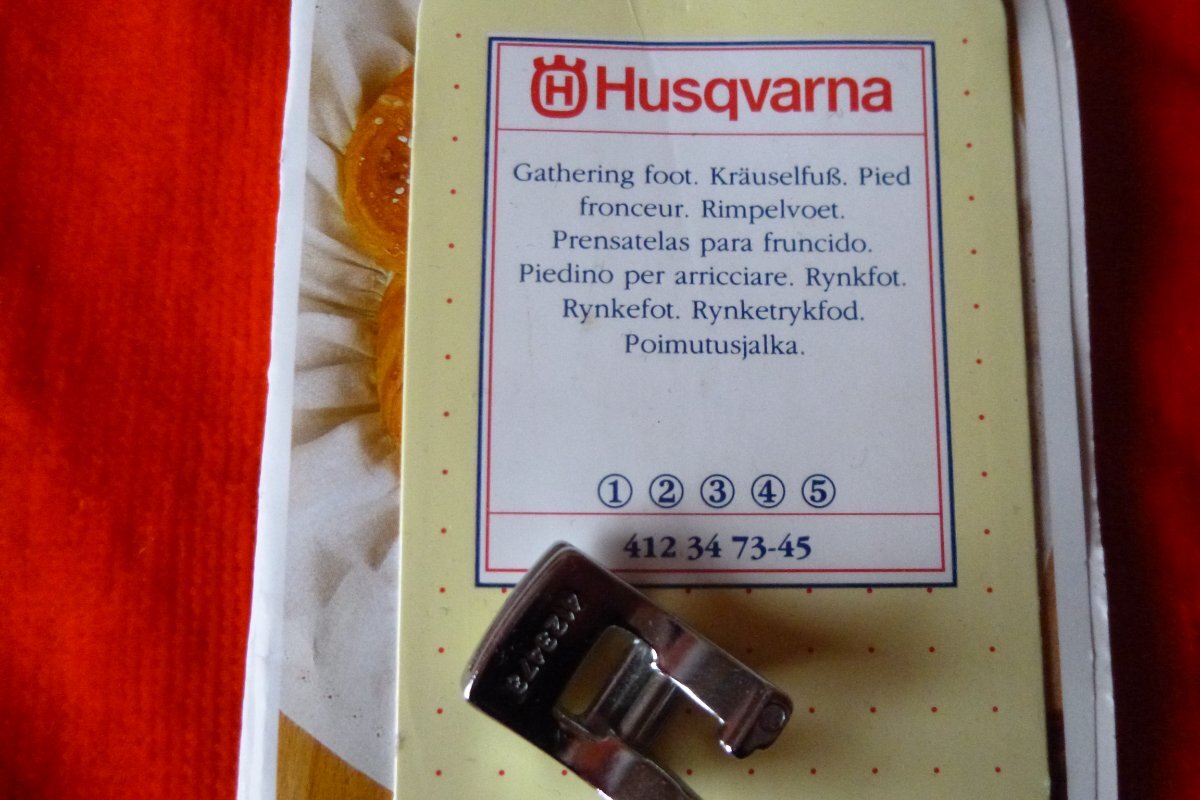 H Husqvarna
Gathering foot. Kräuselfuß. Pied
fronceur. Rimpelvoet.
Prensatelas para fruncido.
Piedino per arricciare. Rynkfot.
Rynkefot. Rynketrykfod.
Poimutusjalka.
① ② ③ ④ ⑤
412 34 73-45
4123473